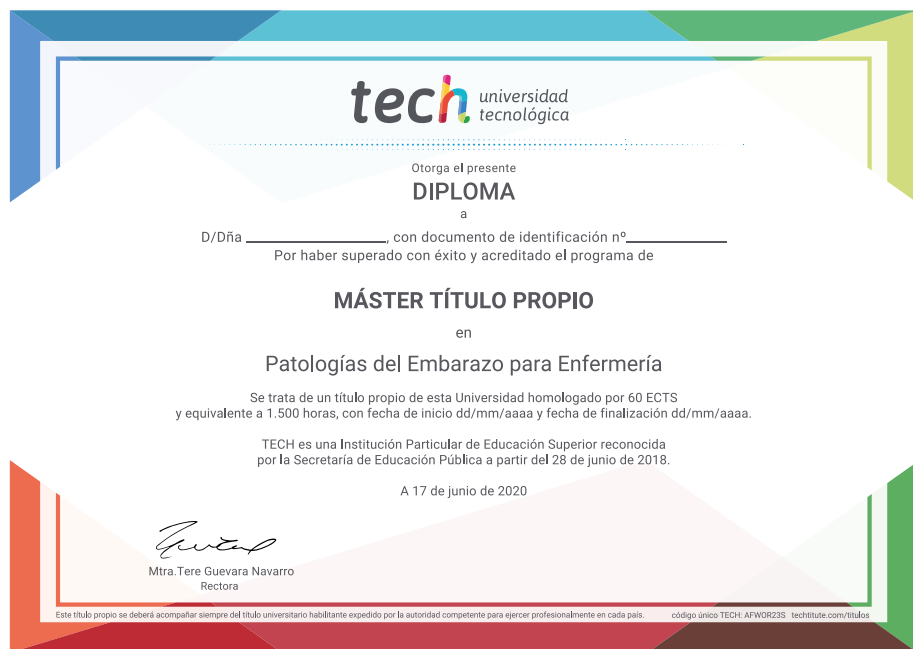 tech universidad
tecnológica
Otorga el presente
DIPLOMA
a
D/Dña ____________, con documento de identificación nº____________
Por haber superado con éxito y acreditado el programa de
MÁSTER TÍTULO PROPIO
en
Patologías del Embarazo para Enfermería
Se trata de un título propio de esta Universidad homologado por 60 ECTS
y equivalente a 1.500 horas, con fecha de inicio dd/mm/aaaa y fecha de finalización dd/mm/aaaa.
TECH es una Institución Particular de Educación Superior reconocida
por la Secretaría de Educación Pública a partir del 28 de junio de 2018.
A 17 de junio de 2020
Mtra.Tere Guevara Navarro
Rectora
Este título propio se deberá acompañar siempre del título universitario habilitante expedido por la autoridad competente para ejercer profesionalmente en cada país. código único TECH: AFWOR23S techtitute.com/titulos